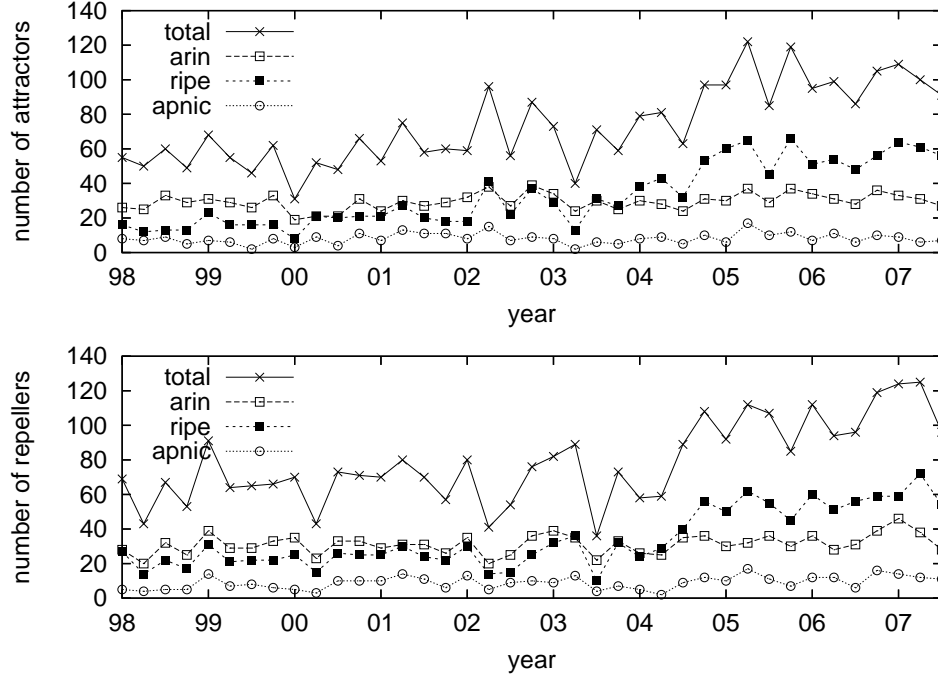 140
120
100
80
60
40
20
0
number of attractors
total
arin
ripe
apnic
98 99 00 01 02 03 04 05 06 07
year
140
120
100
80
60
40
20
0
number of repellers
total
arin
ripe
apnic
98 99 00 01 02 03 04 05 06 07
year